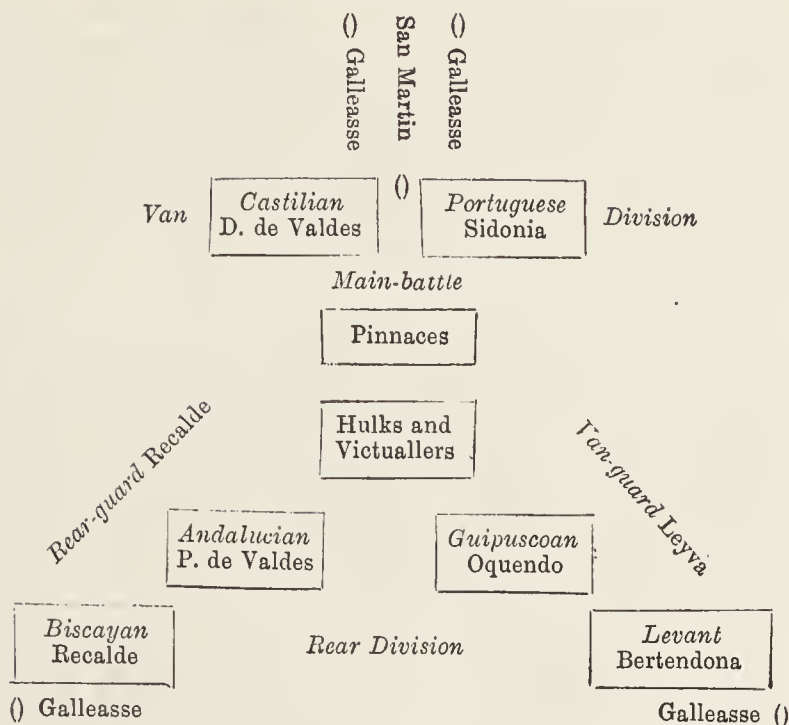 () Galleasse
San Martin
() Galleasse
()
Van
Castilian
D. de Valdes
Portuguese
Sidonia
Division
Main-battle
Pinnaces
Hulks and
Victuallers
Rear-guard Recalde
Van-guard Leyva
Andalucian
P. de Valdes
Guipuscoan
Oquendo
Biscayan
Recalde
Rear Division
Levant
Bertendona
() Galleasse
Galleasse ()